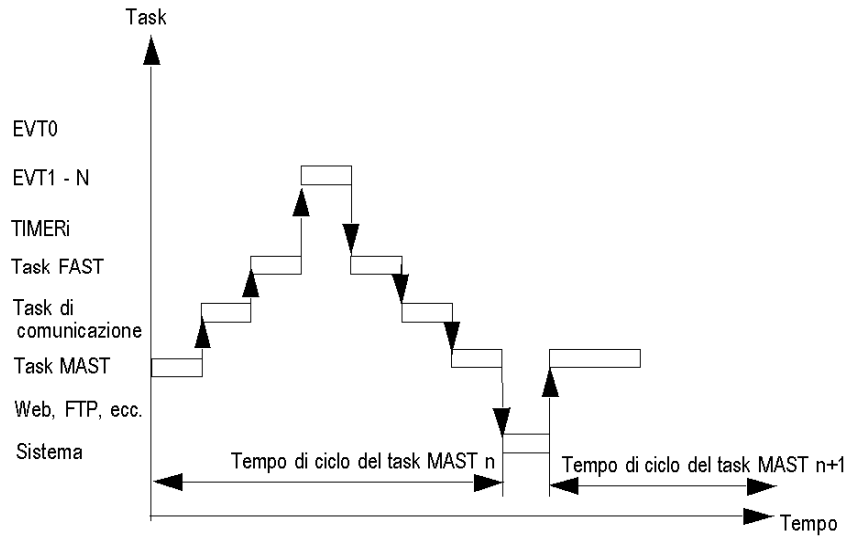 Task
EVT0
EVT1 - N
TIMERi
Task FAST
Task di
comunicazione
Task MAST
Web, FTP, ecc.
Sistema
Tempo di ciclo del task MAST n
Tempo di ciclo del task MAST n+1
Tempo